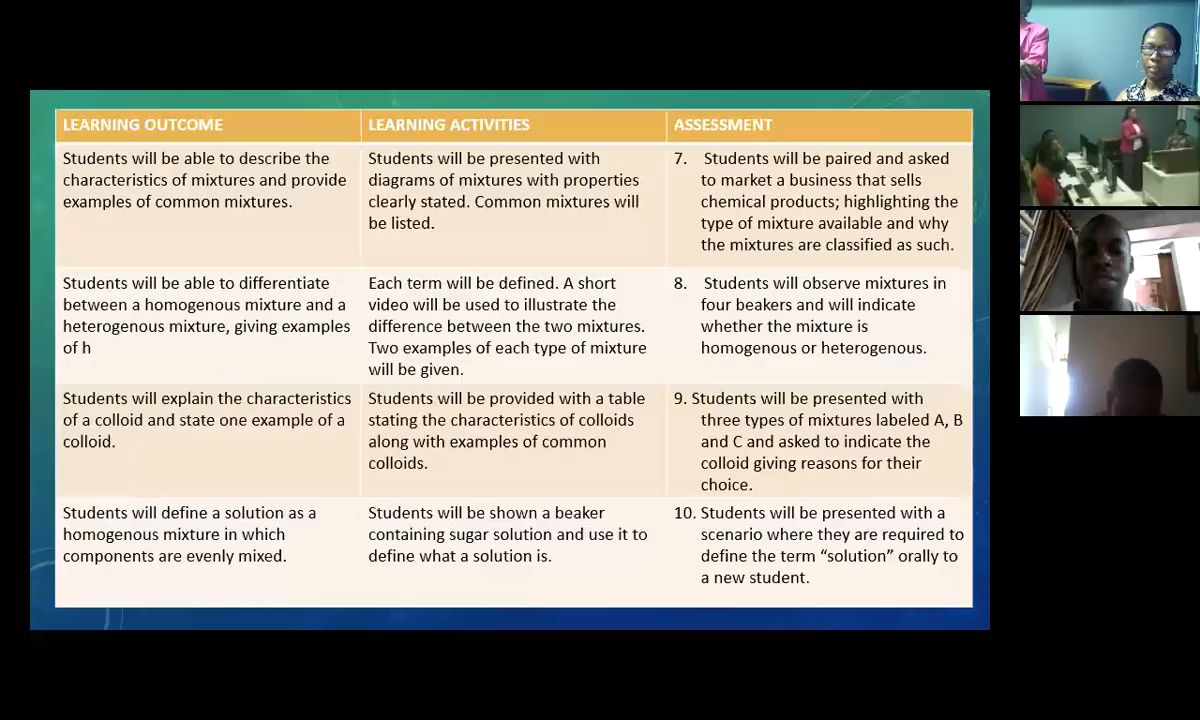 LEARNING OUTCOME
LEARNING ACTIVITIES
ASSESSMENT
Students will be able to describe the
characteristics of mixtures and provide
examples of common mixtures.
Students will be presented with
diagrams of mixtures with properties
clearly stated. Common mixtures will
be listed.
7. Students will be paired and asked
to market a business that sells
chemical products; highlighting the
type of mixture available and why
the mixtures are classified as such.
Students will be able to differentiate
between a homogenous mixture and a
heterogenous mixture, giving examples
of h
Each term will be defined. A short
video will be used to illustrate the
difference between the two mixtures.
Two examples of each type of mixture
will be given.
8. Students will observe mixtures in
four beakers and will indicate
whether the mixture is
homogenous or heterogenous.
Students will explain the characteristics
of a colloid and state one example of a
colloid.
Students will be provided with a table
stating the characteristics of colloids
along with examples of common
colloids.
9. Students will be presented with
three types of mixtures labeled A, B
and C and asked to indicate the
colloid giving reasons for their
choice.
Students will define a solution as a
homogenous mixture in which
components are evenly mixed.
Students will be shown a beaker
containing sugar solution and use it to
define what a solution is.
10. Students will be presented with a
scenario where they are required to
define the term “solution” orally to
a new student.